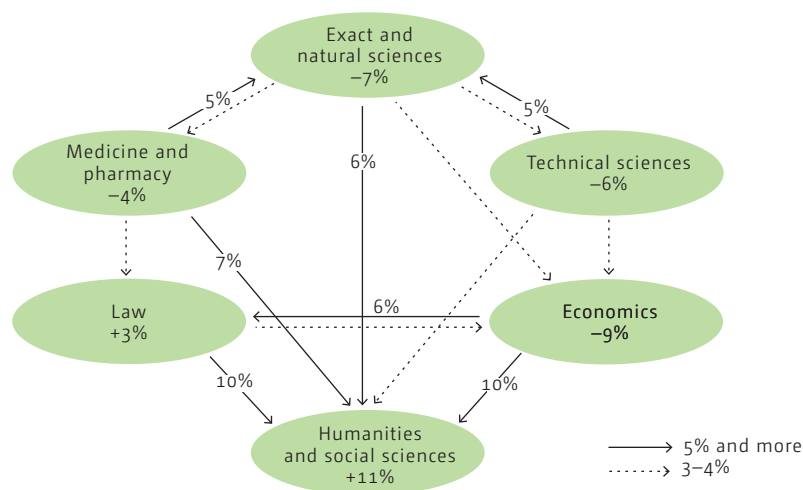 Exact and
natural sciences
–7%
5%
5%
Medicine and
pharmacy
–4%
6%
Technical sciences
–6%
7%
Law
+3%
6%
Economics
–9%
10%
10%
Humanities
and social sciences
+11%
5% and more
3–4%